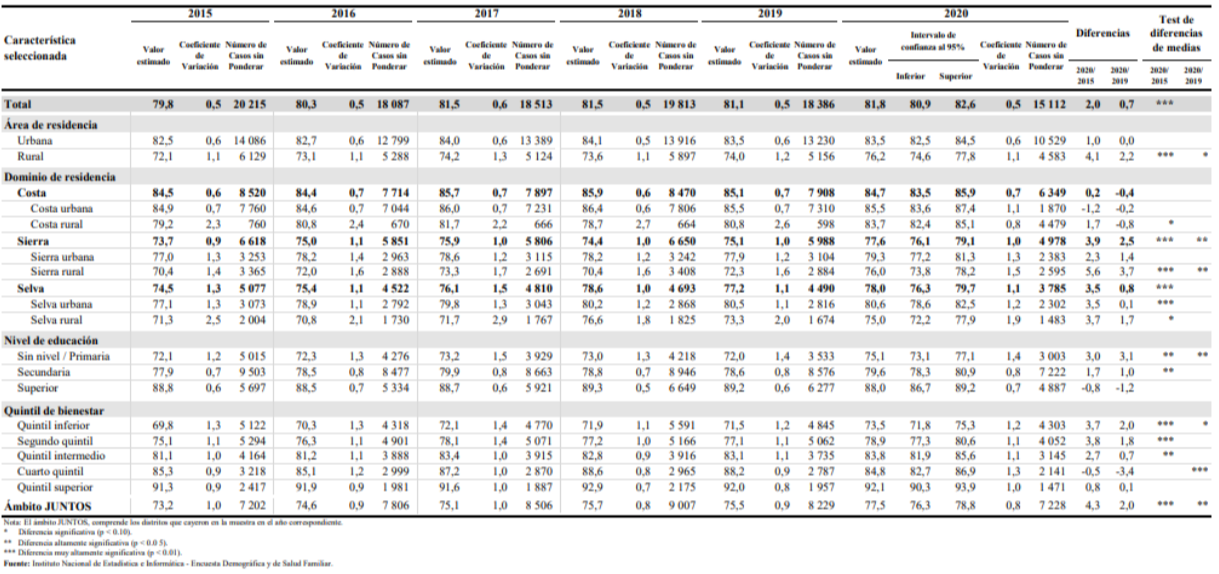 2015 2016 2017 2018 2019 2020 Test de
Característica seleccionada Valor estimado Coeficiente de Variación Número de Casos sin Ponderar Valor estimado Coeficiente de Variación Número de Casos sin Ponderar Valor estimado Coeficiente de Variación Número de Casos sin Ponderar Valor estimado Coeficiente de Variación Número de Casos sin Ponderar Valor estimado Coeficiente de Variación Número de Casos sin Ponderar Valor estimado Intervalo de confianza al 95% Coeficiente de Variación Número de Casos sin Ponderar Diferencias diferencias de medias
Inferior Superior 2020/ 2015 2020/ 2019 2020/ 2015 2020/ 2019
Total 79,8 0,5 20 215 80,3 0,5 18 087 81,5 0,6 18 513 81,5 0,5 19 813 81,1 0,5 18 386 81,8 80,9 82,6 0,5 15 112 2,0 0,7 ***
Área de residencia
Urbana 82,5 0,6 14 086 82,7 0,6 12 799 84,0 0,6 13 389 84,1 0,5 13 916 83,5 0,6 13 230 83,5 82,5 84,5 0,6 10 529 1,0 0,0
Rural 72,1 1,1 6 129 73,1 1,1 5 288 74,2 1,3 5 124 73,6 1,1 5 897 74,0 1,2 5 156 76,2 74,6 77,8 1,1 4 583 4,1 2,2 *** *
Dominio de residencia
Costa 84,5 0,6 8 520 84,4 0,7 7 714 85,7 0,7 7 897 85,9 0,6 8 470 85,1 0,7 7 908 84,7 83,5 85,9 0,7 6 349 0,2 -0,4
Costa urbana 84,9 0,7 7 760 84,6 0,7 7 044 86,0 0,7 7 231 86,4 0,6 7 806 85,5 0,7 7 310 85,5 83,6 87,4 1,1 1 870 -1,2 -0,2
Costa rural 79,2 2,3 760 80,8 2,4 670 81,7 2,2 666 78,7 2,7 664 80,8 2,6 598 83,7 82,4 85,1 0,8 4 479 1,7 -0,8 *
Sierra 73,7 0,9 6 618 75,0 1,1 5 851 75,9 1,0 5 806 74,4 1,0 6 650 75,1 1,0 5 988 77,6 76,1 79,1 1,0 4 978 3,9 2,5 *** **
Sierra urbana 77,0 1,3 3 253 78,2 1,4 2 963 78,6 1,2 3 115 78,2 1,2 3 242 77,9 1,2 3 104 79,3 77,2 81,3 1,3 2 383 2,3 1,4
Sierra rural 70,4 1,4 3 365 72,0 1,6 2 888 73,3 1,7 2 691 70,4 1,6 3 408 72,3 1,6 2 884 76,0 73,8 78,2 1,5 2 595 5,6 3,7 *** **
Selva 74,5 1,3 5 077 75,4 1,1 4 522 76,1 1,5 4 810 78,6 1,0 4 693 77,2 1,1 4 490 78,0 76,3 79,7 1,1 3 785 3,5 0,8 ***
Selva urbana 77,1 1,3 3 073 78,9 1,1 2 792 79,8 1,3 3 043 80,2 1,2 2 868 80,5 1,1 2 816 80,6 78,6 82,5 1,2 2 302 3,5 0,1 ***
Selva rural 71,3 2,5 2 004 70,8 2,1 1 730 71,7 2,9 1 767 76,6 1,8 1 825 73,3 2,0 1 674 75,0 72,2 77,9 1,9 1 483 3,7 1,7 *
Nivel de educación
Sin nivel / Primaria 72,1 1,2 5 015 72,3 1,3 4 276 73,2 1,5 3 929 73,0 1,3 4 218 72,0 1,4 3 533 75,1 73,1 77,1 1,4 3 003 3,0 3,1 ** **
Secundaria 77,9 0,7 9 503 78,5 0,8 8 477 79,9 0,8 8 663 78,8 0,7 8 946 78,6 0,8 8 576 79,6 78,3 80,9 0,8 7 222 1,7 1,0 **
Superior 88,8 0,6 5 697 88,5 0,7 5 334 88,7 0,6 5 921 89,3 0,5 6 649 89,2 0,6 6 277 88,0 86,7 89,2 0,7 4 887 -0,8 -1,2
Quintil de bienestar
Quintil inferior 69,8 1,3 5 122 70,3 1,3 4 318 72,1 1,4 4 770 71,9 1,1 5 591 71,5 1,2 4 845 73,5 71,8 75,3 1,2 4 303 3,7 2,0 *** *
Segundo quintil 75,1 1,1 5 294 76,3 1,1 4 901 78,1 1,4 5 071 77,2 1,0 5 166 77,1 1,1 5 062 78,9 77,3 80,6 1,1 4 052 3,8 1,8 ***
Quintil intermedio 81,1 1,0 4 164 81,2 1,1 3 888 83,4 1,0 3 915 82,8 0,9 3 916 83,1 1,1 3 735 83,8 81,9 85,6 1,1 3 145 2,7 0,7 **
Cuarto quintil 85,3 0,9 3 218 85,1 1,2 2 999 87,2 1,0 2 870 88,6 0,8 2 965 88,2 0,9 2 787 84,8 82,7 86,9 1,3 2 141 -0,5 -3,4 ***
Quintil superior 91,3 0,9 2 417 91,9 0,9 1 981 91,6 1,0 1 887 92,9 0,7 2 175 92,0 0,8 1 957 92,1 90,3 93,9 1,0 1 471 0,8 0,1
Ámbito JUNTOS 73,2 1,0 7 202 74,6 0,9 7 806 75,1 1,0 8 506 75,7 0,8 9 007 75,5 0,9 8 229 77,5 76,3 78,8 0,8 7 228 4,3 2,0 *** **
Nota: El ámbito JUNTOS, comprende los distritos que cayeron en la muestra en el año correspondiente.
* Diferencia significativa (p < 0.10).
** Diferencia altamente significativa (p < 0.0 5).
*** Diferencia muy altamente significativa (p < 0.01).
Fuente: Instituto Nacional de Estadística e Informática - Encuesta Demográfica y de Salud Familiar.